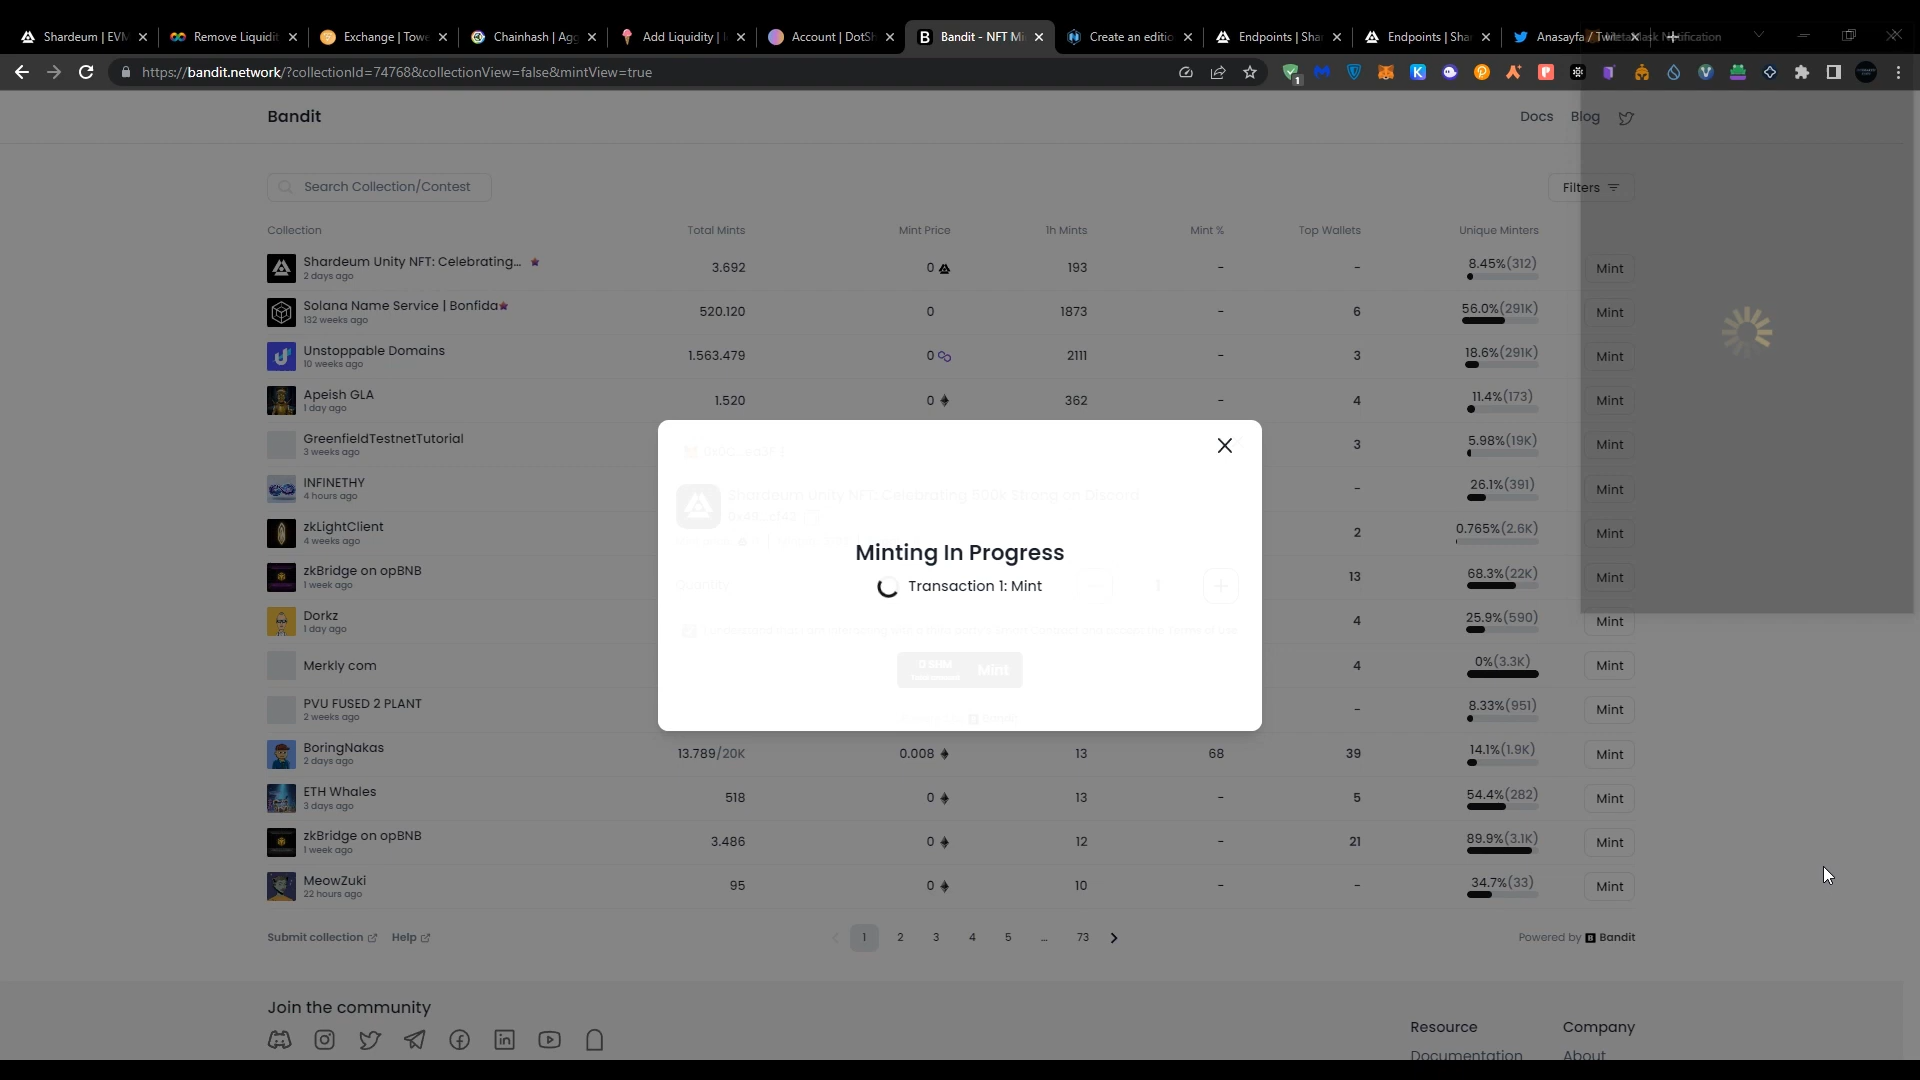 Shardeum | EVM
Remove Liquidit
Exchange | Towe
Chainhash | Agg
Add Liquidity |
Account | DotSh
Bandit - NFT Mi
Create an editio
Endpoints | Shar
Endpoints | Shar
Anasayfa / Twit
https://bandit.network/?collectionId=74768&collectionView=false&mintView=true
1
Bandit
Docs
Blog
Search Collection/Contest
Filters
Collection Total Mints Mint Price 1h Mints Mint % Top Wallets Unique Minters
Shardeum Unity NFT: Celebrating... 3.692 0 193 - - 8.45%(312) Mint
2 days ago
Solana Name Service | Bonfida 520.120 0 1873 - 6 56.0%(291K) Mint
132 weeks ago
Unstoppable Domains 1.563.479 0 2111 - 3 18.6%(291K) Mint
10 weeks ago
Apeish GLA 1.520 0 362 - 4 11.4%(173) Mint
1 day ago
GreenfieldTestnetTutorial 3 5.98%(19K) Mint
3 weeks ago
INFINETHY - 26.1%(391) Mint
4 hours ago
zkLightClient 2 0.765%(2.6K) Mint
4 weeks ago
zkBridge on opBNB 13 68.3%(22K) Mint
1 week ago
Dorkz 4 25.9%(590) Mint
1 day ago
Merkly com 4 0%(3.3K) Mint
PVU FUSED 2 PLANT - 8.33%(951) Mint
2 weeks ago
BoringNakas 13.789/20K 0.008 13 68 39 14.1%(1.9K) Mint
2 days ago
ETH Whales 518 0 13 - 5 54.4%(282) Mint
3 days ago
zkBridge on opBNB 3.486 0 12 - 21 89.9%(3.1K) Mint
1 week ago
MeowZuki 95 0 10 - - 34.7%(33) Mint
22 hours ago
Shardeum Unity NFT: Celebrating 500k Strong on Discord
Quantity
1
Minting In Progress
Transaction 1: Mint
Mint
Submit collection
Help
1 2 3 4 5 ... 73
Powered by Bandit
Join the community
Resource
Company
Documentation
About